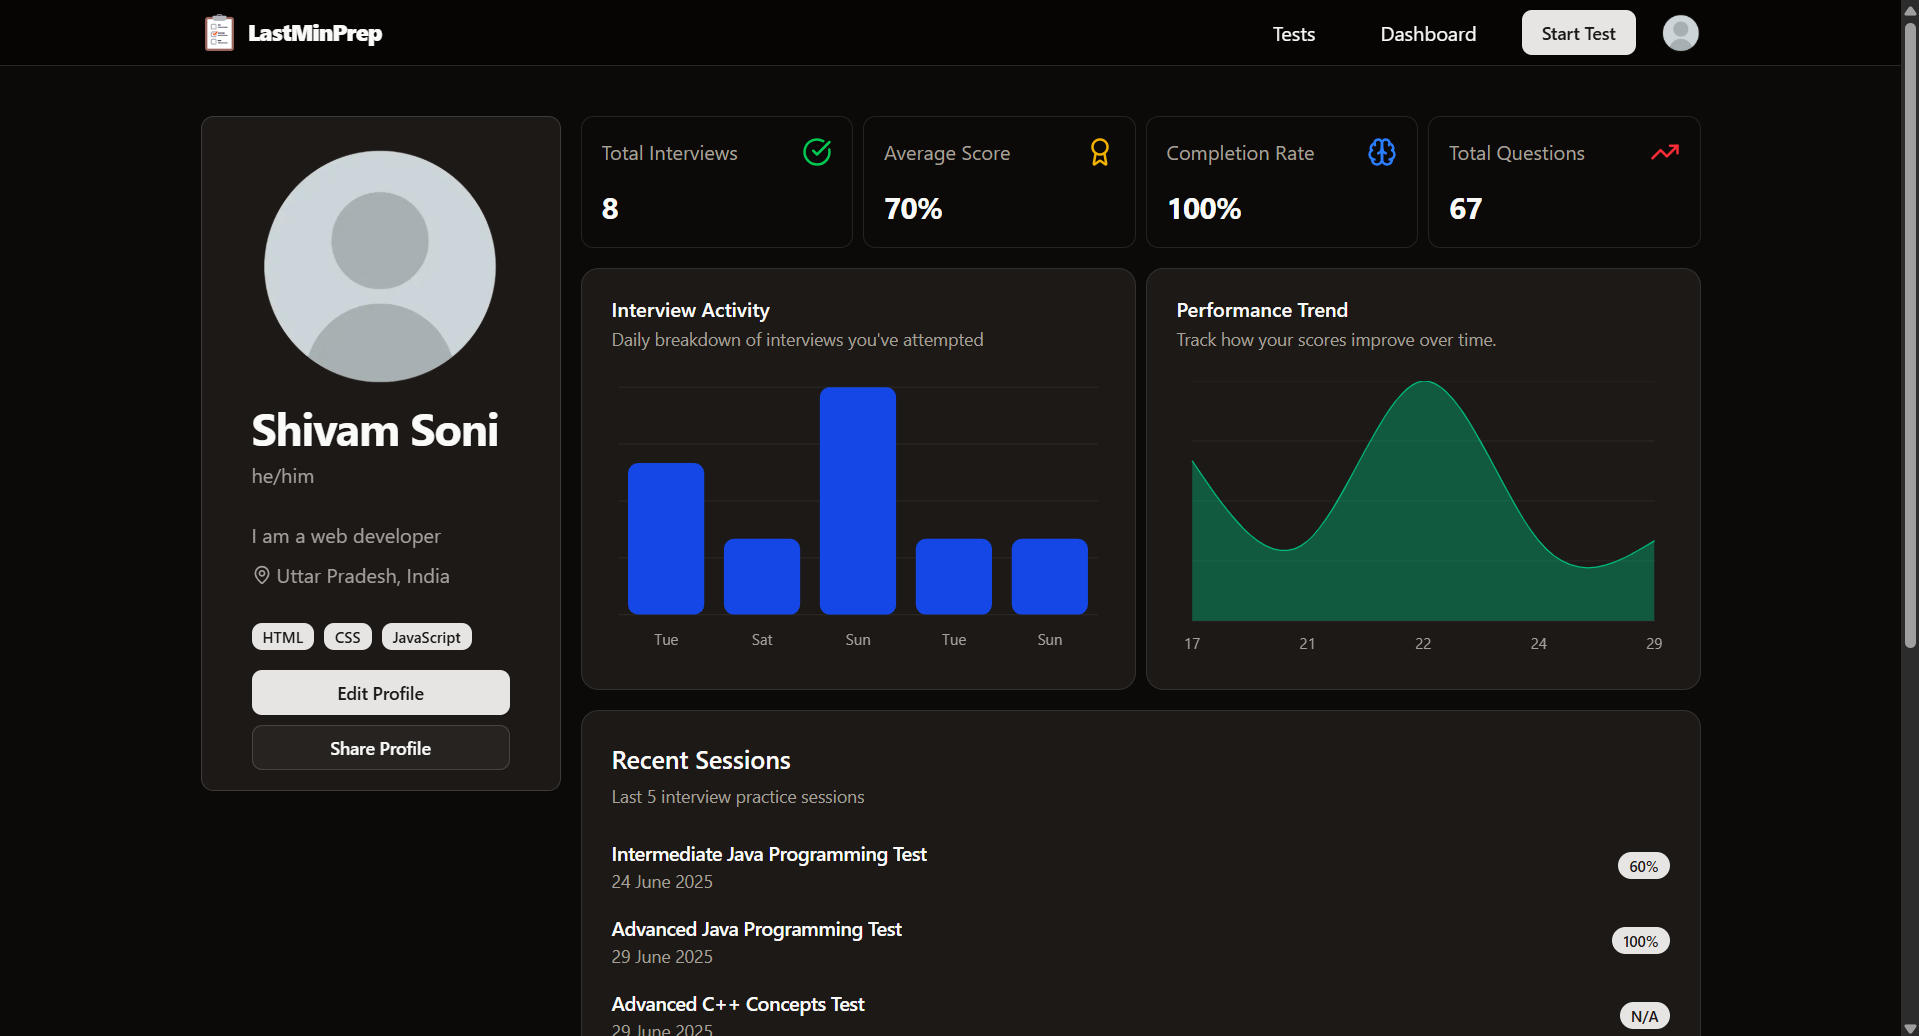 LastMinPrep
Tests
Dashboard
Start Test
Shivam Soni
he/him
I am a web developer
Uttar Pradesh, India
HTML CSS JavaScript
Edit Profile
Share Profile
Total Interviews
8
Average Score
70%
Completion Rate
100%
Total Questions
67
Interview Activity
Daily breakdown of interviews you've attempted
Tue Sat Sun Tue Sun
Performance Trend
Track how your scores improve over time.
17 21 22 24 29
Recent Sessions
Last 5 interview practice sessions
Intermediate Java Programming Test
24 June 2025
60%
Advanced Java Programming Test
29 June 2025
100%
Advanced C++ Concepts Test
29 June 2025
N/A